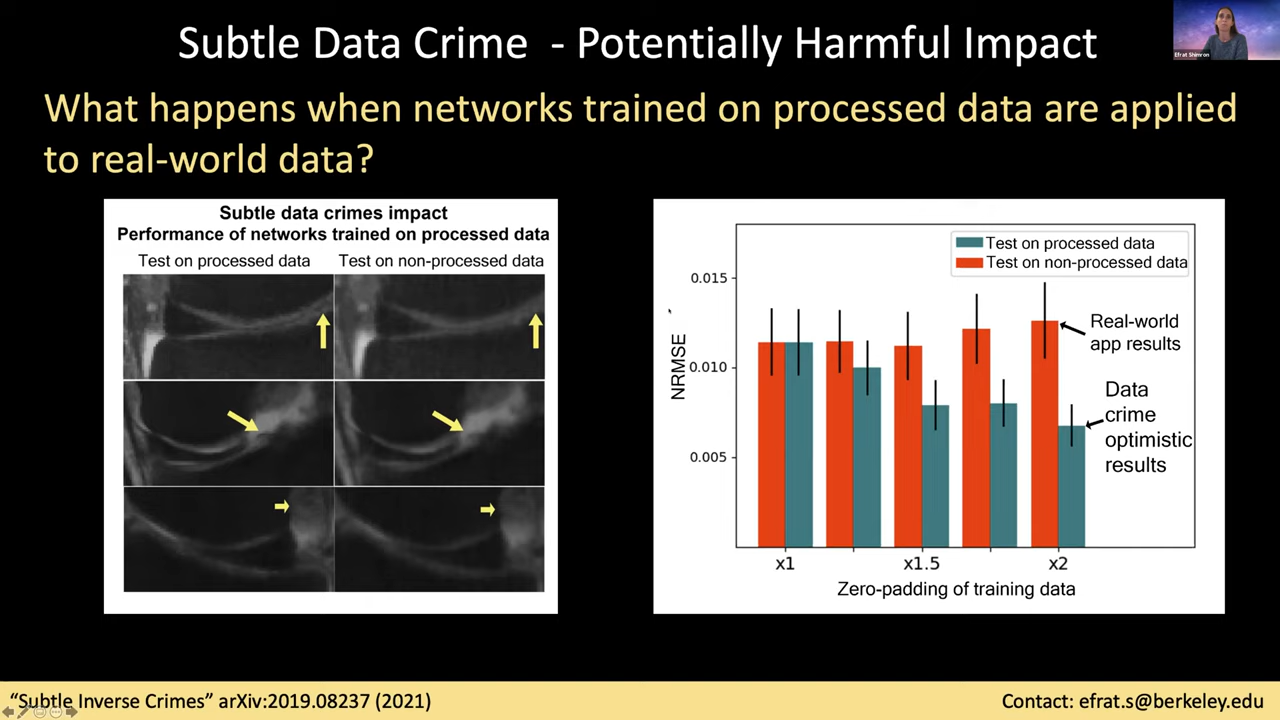 Subtle Data Crime - Potentially Harmful Impact
Efrat Shimron
What happens when networks trained on processed data are applied
to real-world data?
Subtle data crimes impact
Performance of networks trained on processed data
Test on processed data
Test on non-processed data
Test on processed data
Test on non-processed data
0.015
0.010
0.005
NRMSE
Real-world
app results
Data
crime
optimistic
results
x1
x1.5
x2
Zero-padding of training data
“Subtle Inverse Crimes” arXiv:2019.08237 (2021)
Contact: efrat.s@berkeley.edu